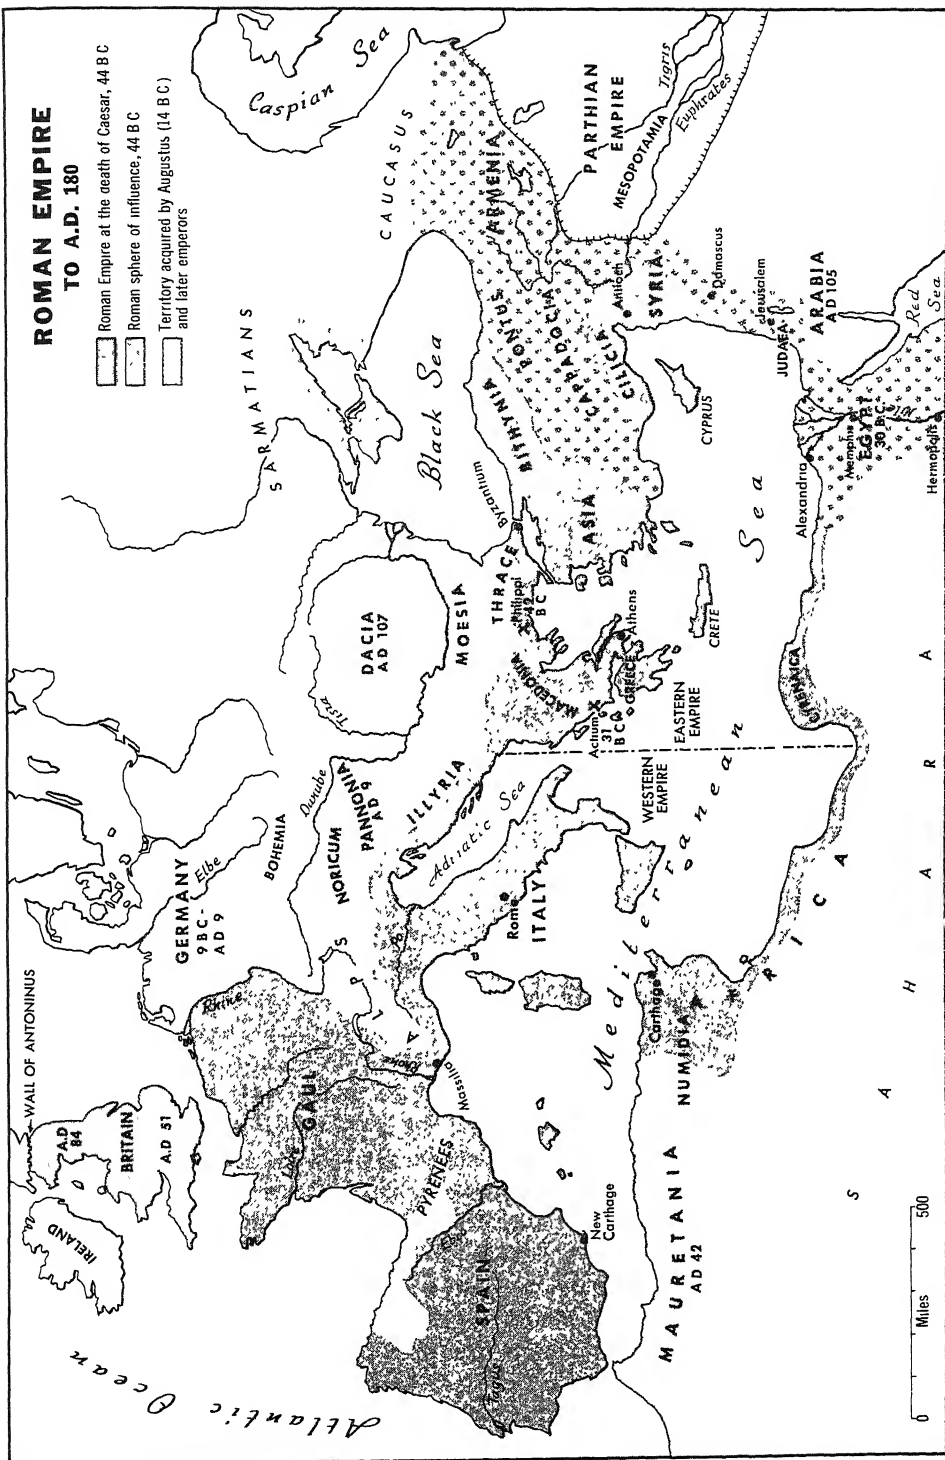 ROMAN EMPIRE
TO A.D. 180
Roman Empire at the death of Caesar, 44 BC
Roman sphere of influence, 44 BC
Territory acquired by Augustus (14 BC)
and later emperors
WALL OF ANTONINUS
A.D
84
BRITAIN
A.D 51
IRELAND
Atlantic Ocean
GERMANY
9 BC-
AD 9
Elbe
Rhine
BOHEMIA
Danube
NORICUM
PANNONIA
AD 9
ALPS
GAUL
Loire
Rhone
Massilia
PYRENEES
Ebro
SPAIN
Tagus
New
Carthage
SARMATIANS
DACIA
AD 107
Tisia
MOESIA
ILLYRIA
Adriatic Sea
ITALY
Rome
THRACE
Philippi
42
BC
MACEDONIA
Actium
31
BC
GREECE
Athens
Byzantium
Black Sea
CAUCASUS
Caspian Sea
ARMENIA
PONTUS
BITHYNIA
CAPPADOCIA
ASIA
CILICIA
PARTHIAN
EMPIRE
MESOPOTAMIA
Tigris
Euphrates
Antioch
SYRIA
Damascus
Jerusalem
JUDAEA
ARABIA
AD 105
Red
Sea
CYPRUS
CRETE
WESTERN
EMPIRE
EASTERN
EMPIRE
Mediterranean Sea
Carthage
NUMIDIA
MAURETANIA
AD 42
AFRICA
CYRENAICA
Alexandria
Memphis
EGYPT
30 B.C.
Nile
Hermopolis
SAHARA
0 Miles 500